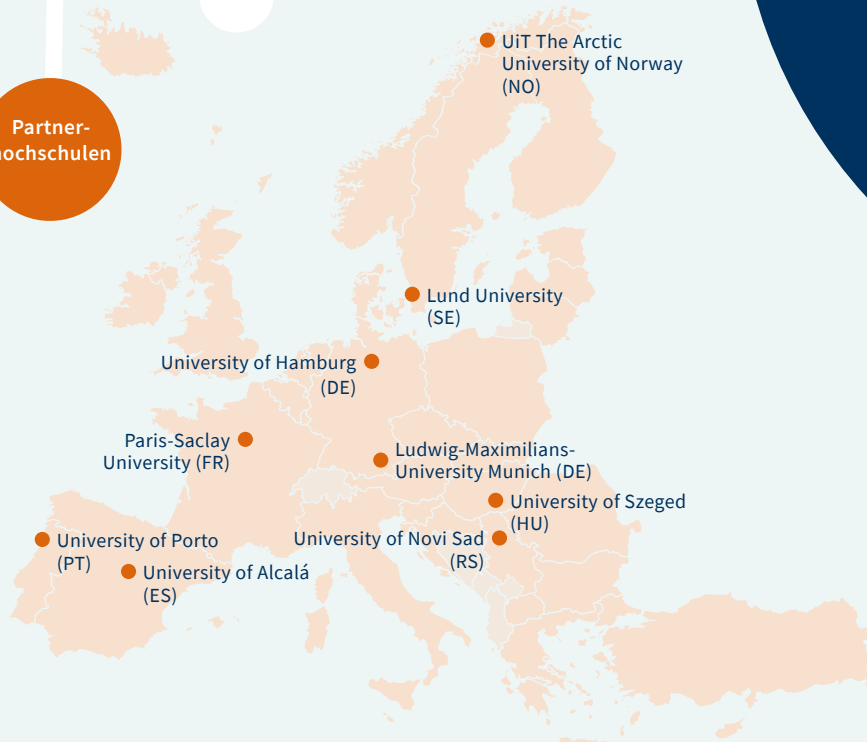 UiT The Arctic
University of Norway
(NO)
Partner-
hochschulen
Lund University
(SE)
University of Hamburg
(DE)
Paris-Saclay
University (FR)
Ludwig-Maximilians-
University Munich (DE)
University of Szeged
(HU)
University of Novi Sad
(RS)
University of Porto
(PT)
University of Alcalá
(ES)